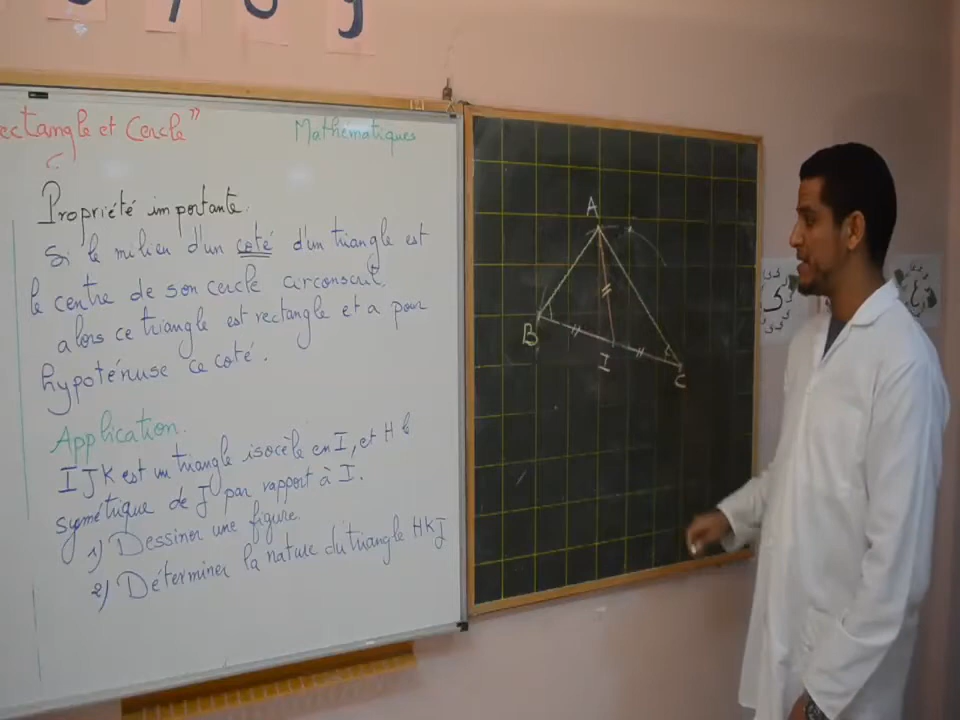 ectangle et Cercle"
Mathématiques
Propriété importante.
Si le milieu d'un coté d'un triangle est
le centre de son cercle circonscrit
alors ce triangle est rectangle et a pour
hypoténuse ce coté.
Application.
IJK est un triangle isocèle en I, et H l
symétrique de J par rapport à I.
1) Dessiner une figure.
2) Déterminer la nature du triangle HKJ
A
B
I
C